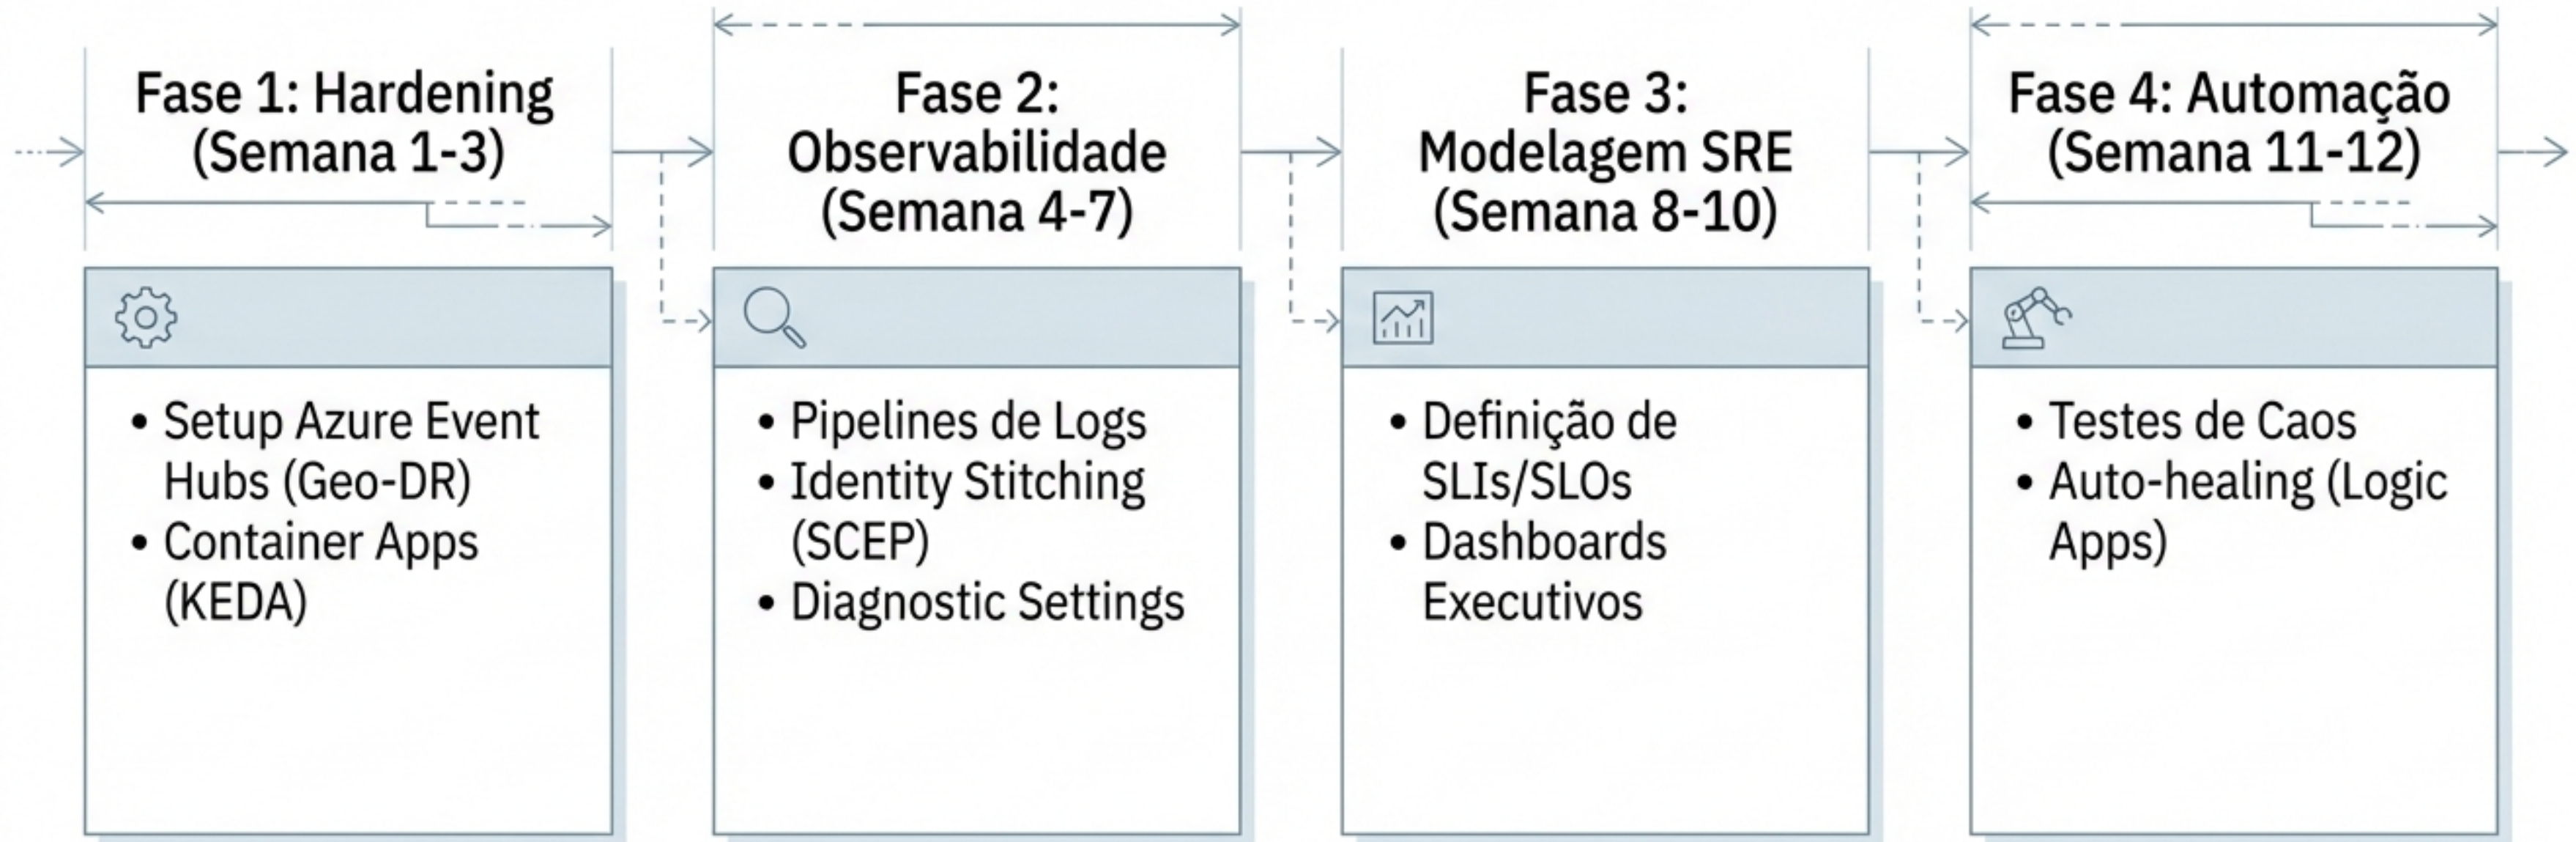 Fase 1: Hardening
(Semana 1-3)
• Setup Azure Event
Hubs (Geo-DR)
• Container Apps
(KEDA)
Fase 2:
Observabilidade
(Semana 4-7)
• Pipelines de Logs
• Identity Stitching
(SCEP)
• Diagnostic Settings
Fase 3:
Modelagem SRE
(Semana 8-10)
• Definição de
SLIs/SLOs
• Dashboards
Executivos
Fase 4: Automação
(Semana 11-12)
• Testes de Caos
• Auto-healing (Logic
Apps)